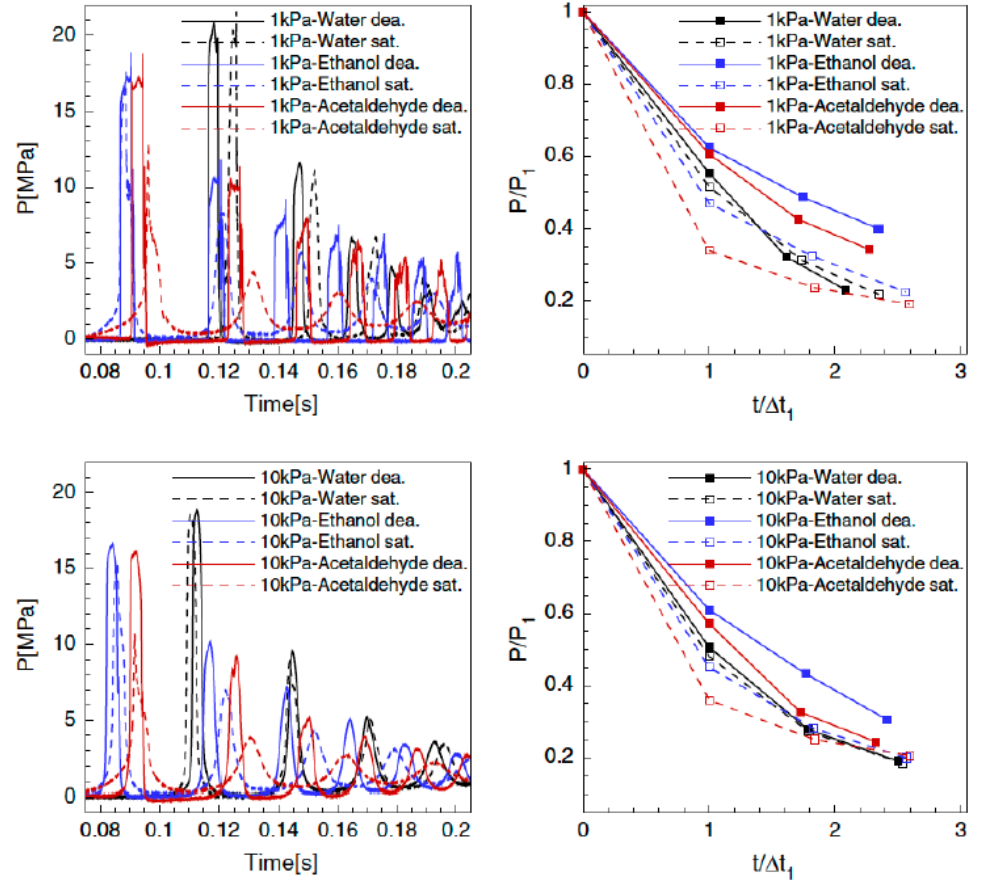 20
15
10
5
0
P[MPa]
1kPa-Water dea.
1kPa-Water sat.
1kPa-Ethanol dea.
1kPa-Ethanol sat.
1kPa-Acetaldehyde dea.
1kPa-Acetaldehyde sat.
0.08 0.1 0.12 0.14 0.16 0.18 0.2
Time[s]
1
0.8
0.6
0.4
0.2
P/P1
1kPa-Water dea.
1kPa-Water sat.
1kPa-Ethanol dea.
1kPa-Ethanol sat.
1kPa-Acetaldehyde dea.
1kPa-Acetaldehyde sat.
0 1 2 3
t/Δt1
20
15
10
5
0
P[MPa]
10kPa-Water dea.
10kPa-Water sat.
10kPa-Ethanol dea.
10kPa-Ethanol sat.
10kPa-Acetaldehyde dea.
10kPa-Acetaldehyde sat.
0.08 0.1 0.12 0.14 0.16 0.18 0.2
Time[s]
1
0.8
0.6
0.4
0.2
P/P1
10kPa-Water dea.
10kPa-Water sat.
10kPa-Ethanol dea.
10kPa-Ethanol sat.
10kPa-Acetaldehyde dea.
10kPa-Acetaldehyde sat.
0 1 2 3
t/Δt1